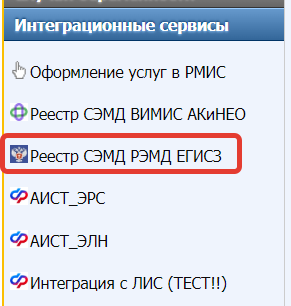 Интеграционные сервисы
Оформление услуг в РМИС
Реестр СЭМД ВИМИС АКиНЕО
Реестр СЭМД РЭМД ЕГИСЗ
АИСТ_ЭРС
АИСТ_ЭЛН
Интеграция с ЛИС (ТЕСТ!!)